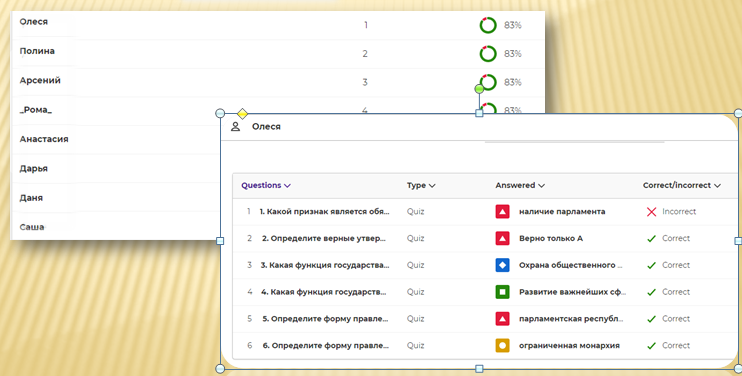 Олеся 1 83%
Полина 2 83%
Арсений 3 83%
_Рома_ 4 83%
Анастасия
Дарья
Даня
Саша
Олеся
Questions Type Answered Correct/incorrect
1 1. Какой признак является обя... Quiz наличие парламента Incorrect
2 2. Определите верные утвер... Quiz Верно только А Correct
3 3. Какая функция государства... Quiz Охрана общественного ... Correct
4 4. Какая функция государств... Quiz Развитие важнейших сф... Correct
5 5. Определите форму правле... Quiz парламентская республ... Correct
6 6. Определите форму правле... Quiz ограниченная монархия Correct